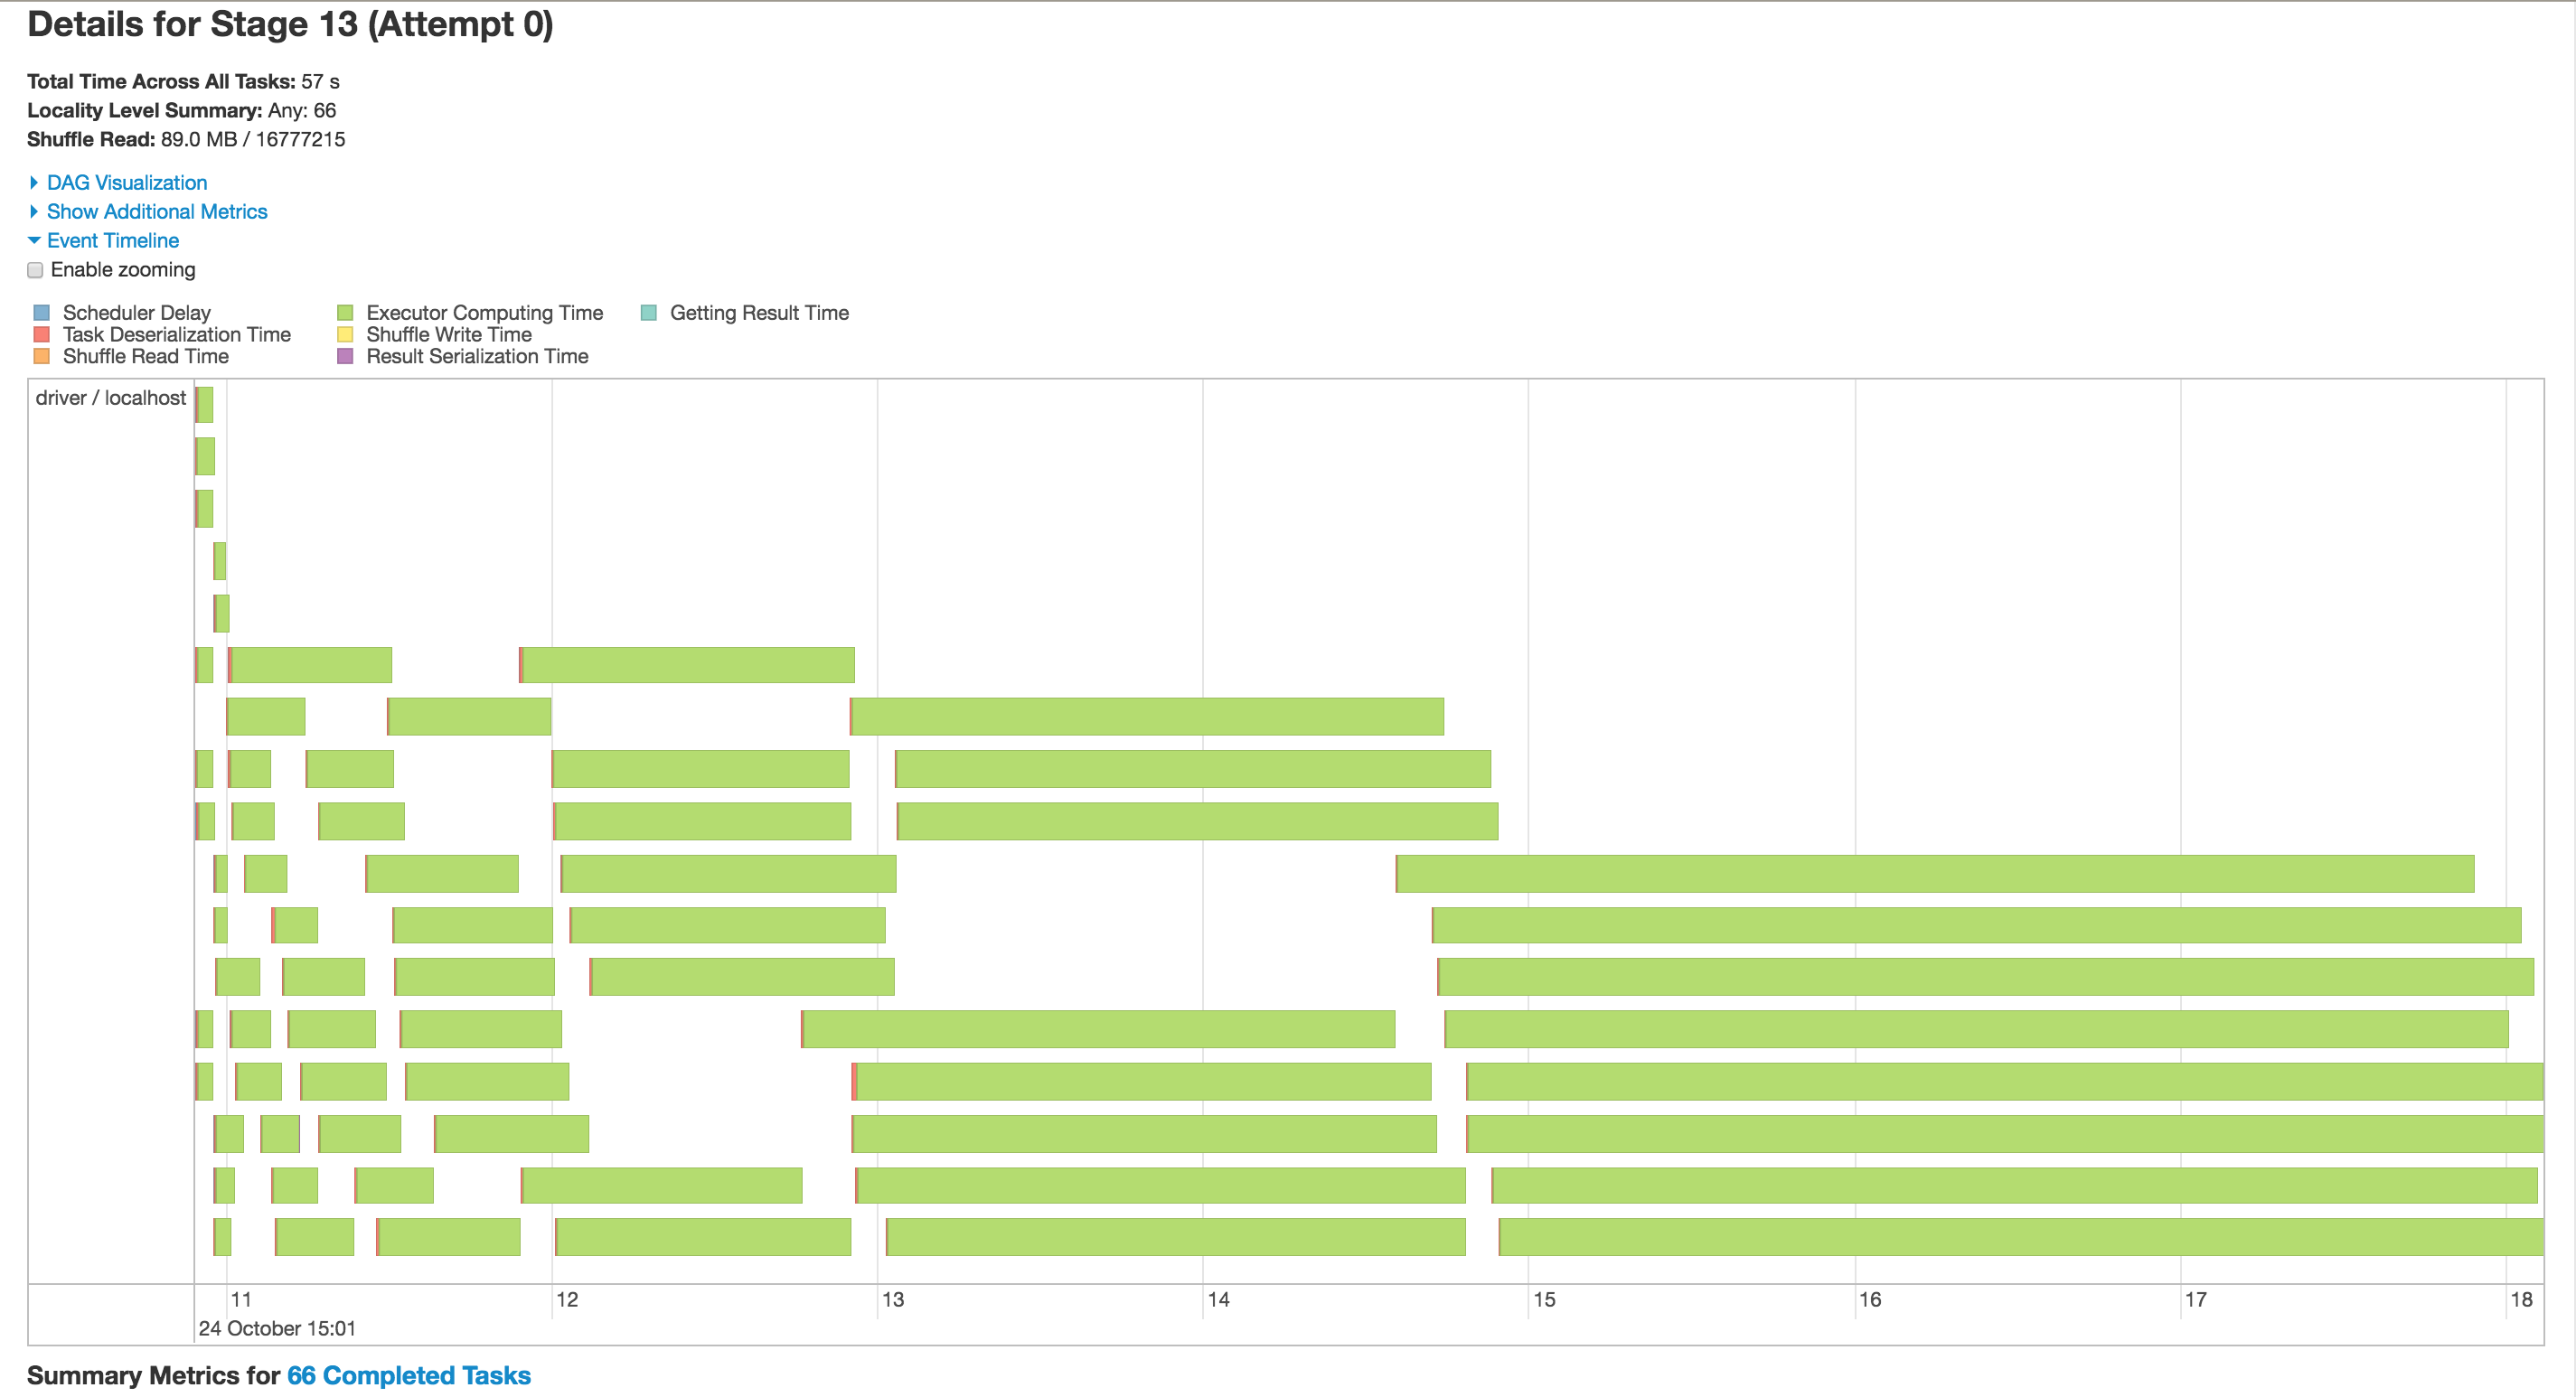 Details for Stage 13 (Attempt 0)
Total Time Across All Tasks: 57 s
Locality Level Summary: Any: 66
Shuffle Read: 89.0 MB / 16777215
DAG Visualization
Show Additional Metrics
Event Timeline
Enable zooming
Scheduler Delay
Task Deserialization Time
Shuffle Read Time
Executor Computing Time
Shuffle Write Time
Result Serialization Time
Getting Result Time
driver / localhost
11 12 13 14 15 16 17 18
24 October 15:01
Summary Metrics for 66 Completed Tasks